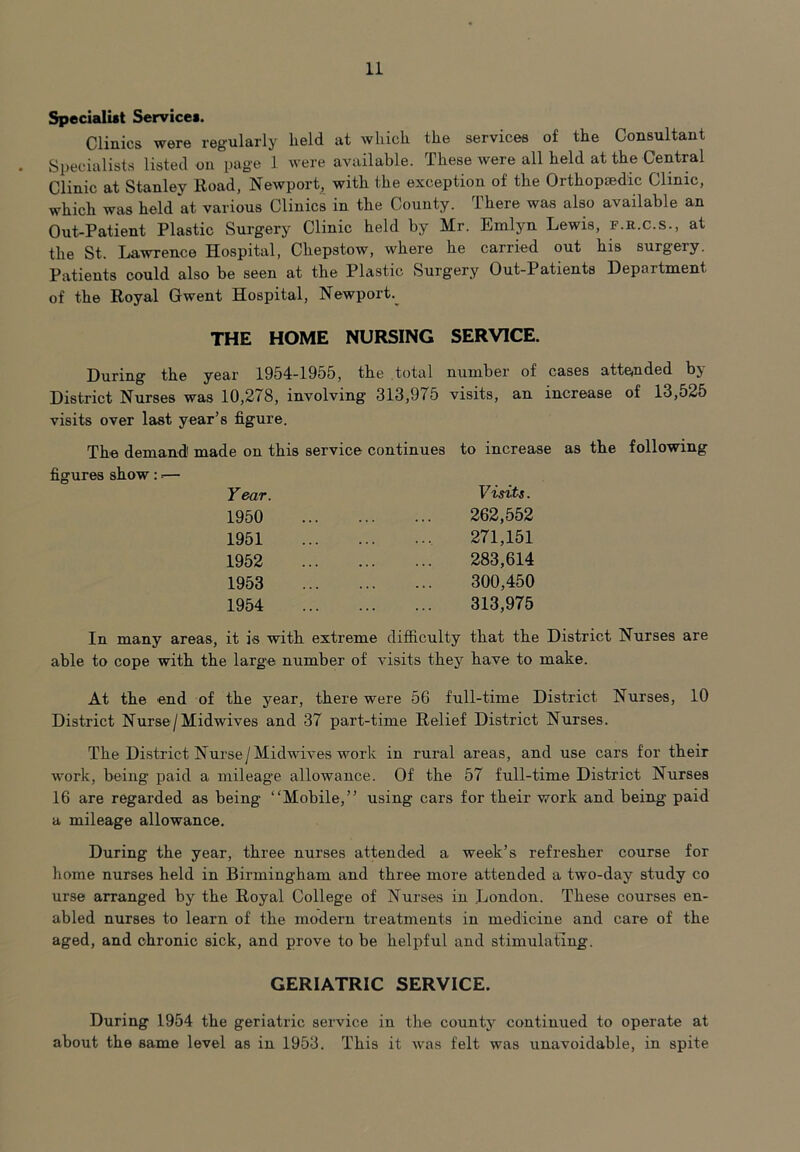 11
Specialist Services.
Clinics were regularly held at which the services of the Consultant
Specialists listed on page 1 were available. These were all held at the Central
Clinic at Stanley Road, Newport, with the exception of the Orthopædic Clinic,
which was held at various Clinics in the County. There was also available an
Out-Patient Plastic Surgery Clinic held by Mr. Emlyn Lewis, F.R.C.S., at
the St. Lawrence Hospital, Chepstow, where he carried out his surgery.
Patients could also be seen at the Plastic Surgery Out-Patients Department
of the Royal Gwent Hospital, Newport.
THE HOME NURSING SERVICE.
During the year 1954-1955, the total number of cases attended by
District Nurses was 10,278, involving 313,975 visits, an increase of 13,525
visits over last year's figure.
The demand made on this service continues to increase as the following
figures show:—
Year. Visits.
1950 ... ... ... 262,552
1951 ... ... ... 271,151
1952 ... ... ... 283,614
1953 ... ... ... 300,450
1954 ... ... ... 313,975
In many areas, it is with extreme difficulty that the District Nurses are
able to cope with the large number of visits they have to make.
At the end of the year, there were 56 full-time District Nurses, 10
District Nurse/Midwives and 37 part-time Relief District Nurses.
The District Nurse/Midwives work in rural areas, and use cars for their
work, being paid a mileage allowance. Of the 57 full-time District Nurses
16 are regarded as being "Mobile," using cars for their work and being paid
a mileage allowance.
During the year, three nurses attended a week's refresher course for
home nurses held in Birmingham and three more attended a two-day study co
urse arranged by the Royal College of Nurses in London. These courses en-
abled nurses to learn of the modern treatments in medicine and care of the
aged, and chronic sick, and prove to be helpful and stimulating.
GERIATRIC SERVICE.
During 1954 the geriatric service in the county continued to operate at
about the same level as in 1953. This it was felt was unavoidable, in spite